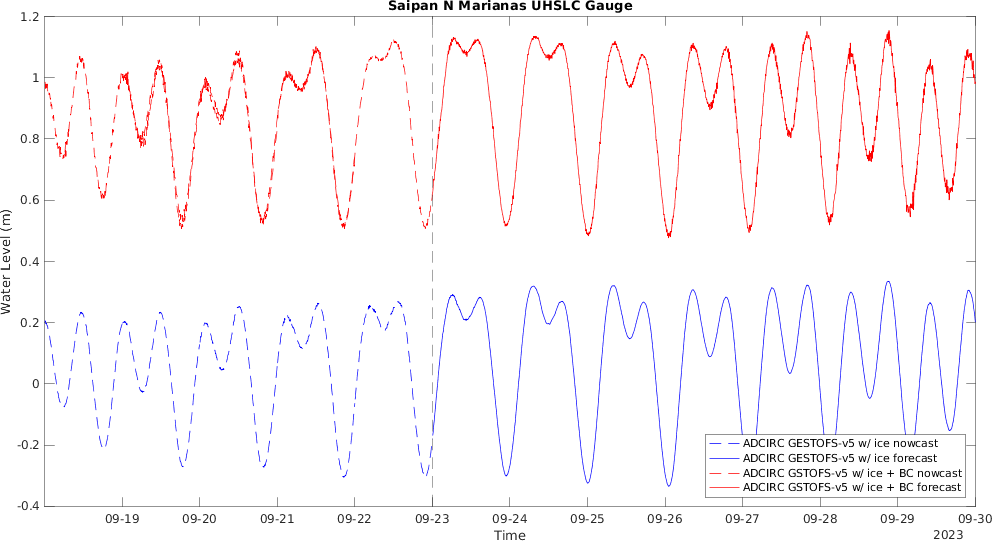 Saipan N Marianas UHSLC Gauge
1.2
1
0.8
0.6
0.4
0.2
0
-0.2
-0.4
Water Level (m)
ADCIRC GESTOFS-v5 w/ ice nowcast
ADCIRC GESTOFS-v5 w/ ice forecast
ADCIRC GSTOFS-v5 w/ ice + BC nowcast
ADCIRC GSTOFS-v5 w/ ice + BC forecast
09-19 09-20 09-21 09-22 09-23 09-24 09-25 09-26 09-27 09-28 09-29 09-30
Time
2023